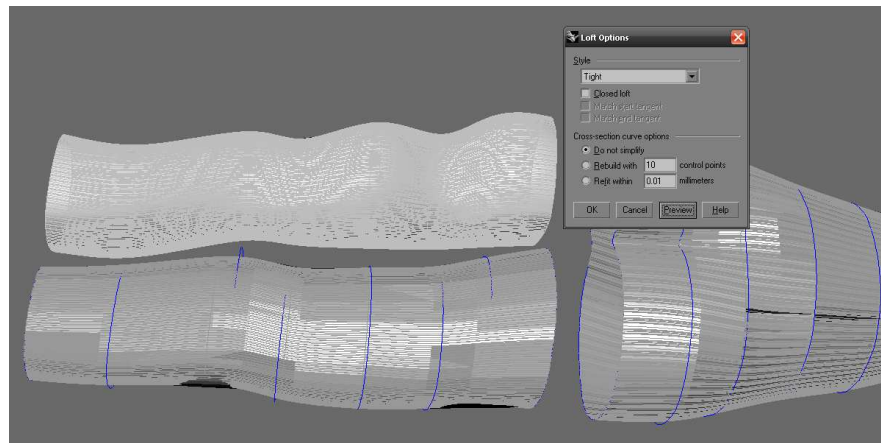 Loft Options
Style
Tight
Closed loft
Match start tangent
Match end tangent
Cross-section curve options
Do not simplify
Rebuild with 10 control points
Refit within 0.01 millimeters
OK Cancel Preview Help